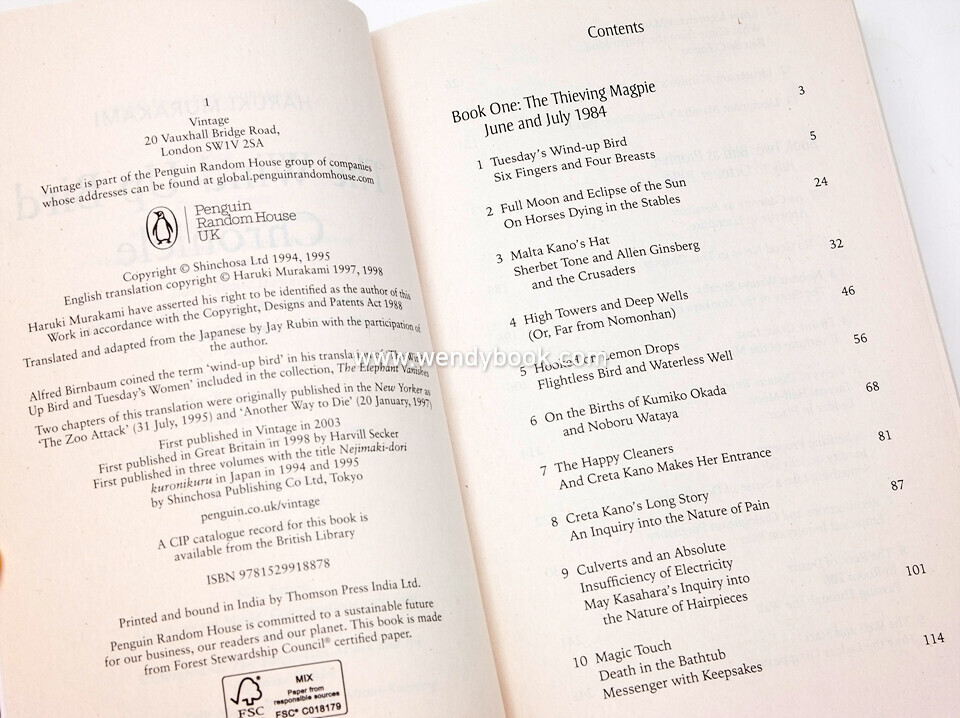 1
Vintage
20 Vauxhall Bridge Road,
London SW1V 2SA
Vintage is part of the Penguin Random House group of companies
whose addresses can be found at global.penguinrandomhouse.com
Penguin
Random House
UK
Copyright © Shinchosa Ltd 1994, 1995
English translation copyright © Haruki Murakami 1997, 1998
Haruki Murakami have asserted his right to be identified as the author of this
Work in accordance with the Copyright, Designs and Patents Act 1988
Translated and adapted from the Japanese by Jay Rubin with the participation of
the author.
Alfred Birnbaum coined the term 'wind-up bird' in his translation of 'The Wind-
Up Bird and Tuesday's Women' included in the collection, The Elephant Vanishes
Two chapters of this translation were originally published in the New Yorker as
'The Zoo Attack' (31 July, 1995) and 'Another Way to Die' (20 January, 1997)
First published in Vintage in 2003
First published in Great Britain in 1998 by Harvill Secker
First published in three volumes with the title Nejimaki-dori
kuronikuru in Japan in 1994 and 1995
by Shinchosa Publishing Co Ltd, Tokyo
penguin.co.uk/vintage
A CIP catalogue record for this book is
available from the British Library
ISBN 9781529918878
Printed and bound in India by Thomson Press India Ltd.
Penguin Random House is committed to a sustainable future
for our business, our readers and our planet. This book is made
from Forest Stewardship Council® certified paper.
FSC
MIX
Paper from
responsible sources
FSC® C018179
Contents
Book One: The Thieving Magpie 3
June and July 1984
1 Tuesday's Wind-up Bird 5
Six Fingers and Four Breasts
2 Full Moon and Eclipse of the Sun 24
On Horses Dying in the Stables
3 Malta Kano's Hat 32
Sherbet Tone and Allen Ginsberg
and the Crusaders
4 High Towers and Deep Wells 46
(Or, Far from Nomonhan)
5 Hooked on Lemon Drops 56
Flightless Bird and Waterless Well
6 On the Births of Kumiko Okada 68
and Noboru Wataya
7 The Happy Cleaners 81
And Creta Kano Makes Her Entrance
8 Creta Kano's Long Story 87
An Inquiry into the Nature of Pain
9 Culverts and an Absolute
Insufficiency of Electricity
May Kasahara's Inquiry into 101
the Nature of Hairpieces
10 Magic Touch 114
Death in the Bathtub
Messenger with Keepsakes
www.wendybook.com